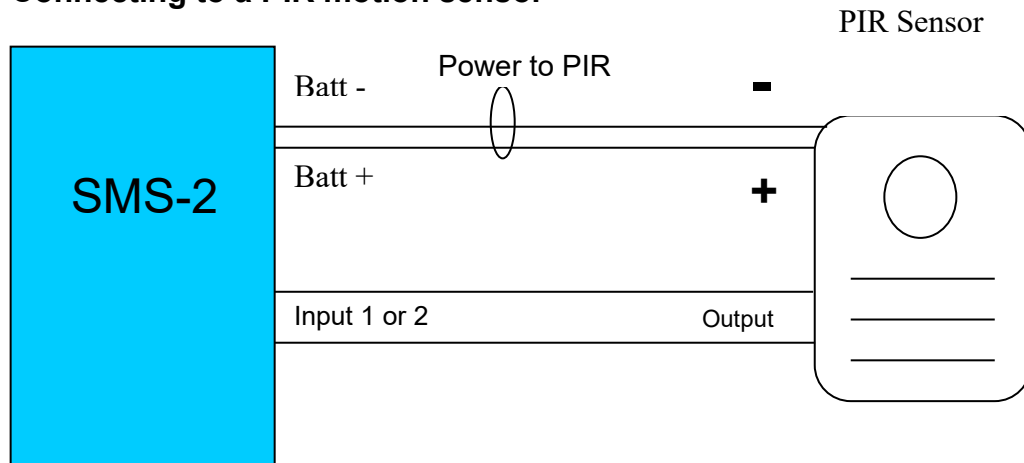 Connecting to a PIR motion sensor
PIR Sensor
Power to PIR
Batt -
-
Batt +
+
SMS-2
Input 1 or 2
Output